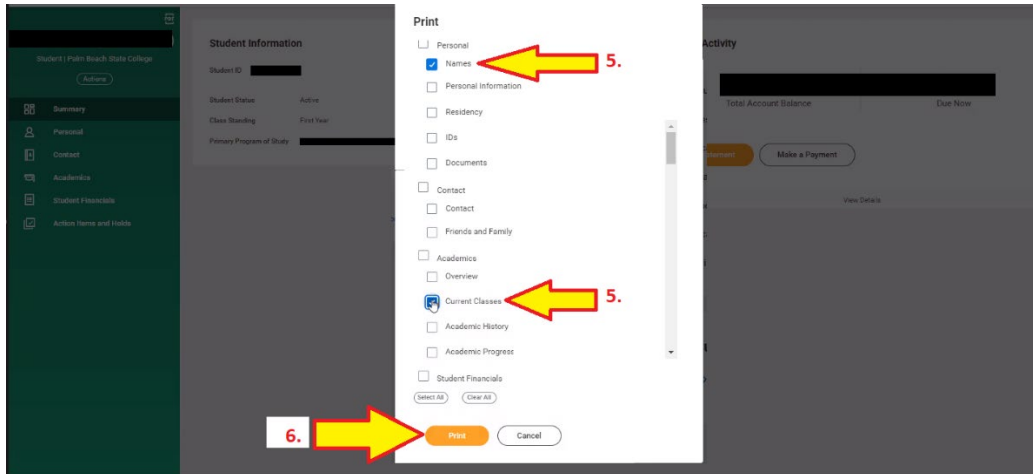 Student | Palm Beach State College
Actions
Summary
Personal
Contact
Academics
Student Financials
Action Items and Holds
Student Information
Student ID
Student Status Active
Class Standing First Year
Primary Program of Study
Print
Personal
Names 5.
Personal Information
Residency
IDs
Documents
Contact
Contact
Friends and Family
Academics
Overview
Current Classes 5.
Academic History
Academic Progress
Student Financials
Select All Clear All
6. Print Cancel
Activity
Total Account Balance Due Now
Make a Payment
View Details